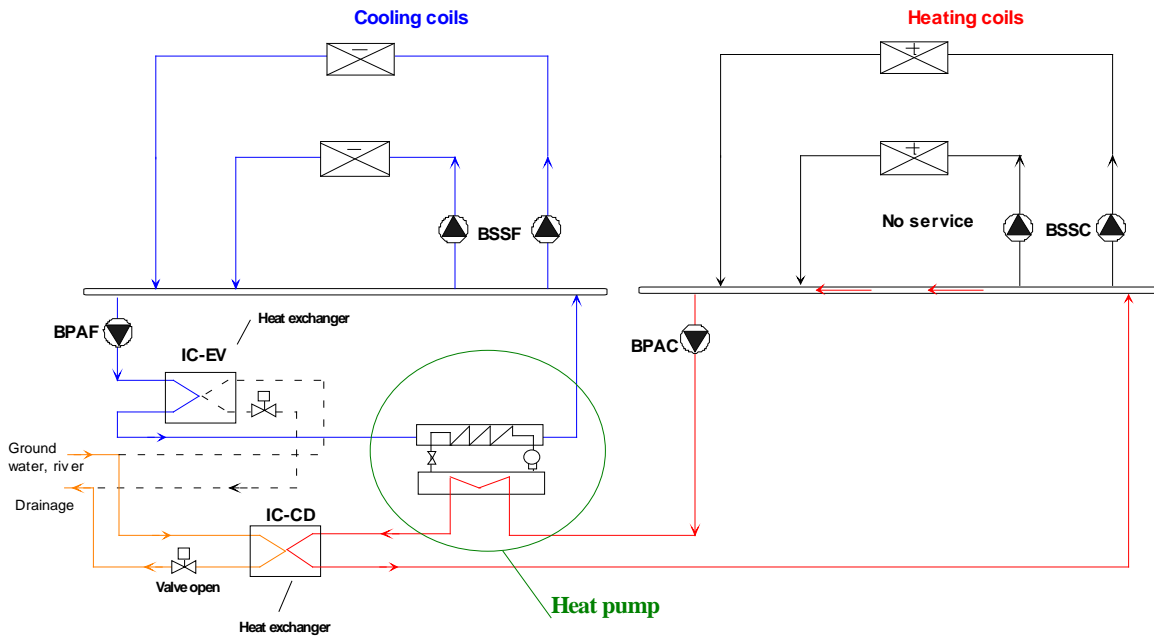 Cooling coils
Heating coils
No service
BSSF
BSSC
BPAF
Heat exchanger
IC-EV
BPAC
Ground
water, river
Drainage
IC-CD
Valve open
Heat pump
Heat exchanger